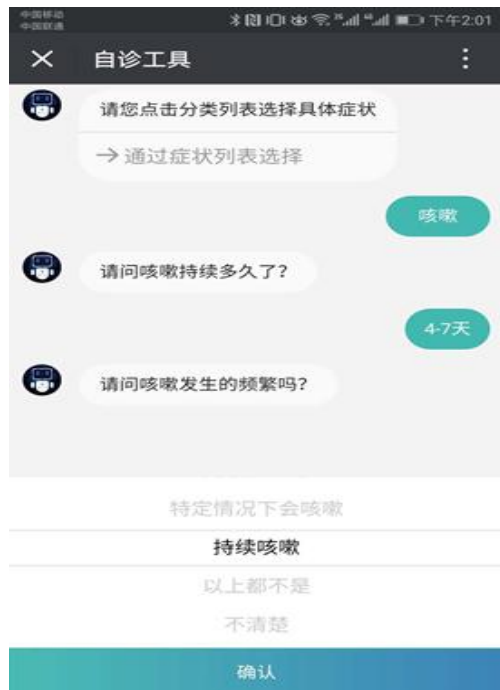 中国移动
中国联通
下午2:01
自诊工具
请您点击分类列表选择具体症状
→通过症状列表选择
咳嗽
请问咳嗽持续多久了?
4-7天
请问咳嗽发生的频繁吗?
特定情况下会咳嗽
持续咳嗽
以上都不是
不清楚
确认